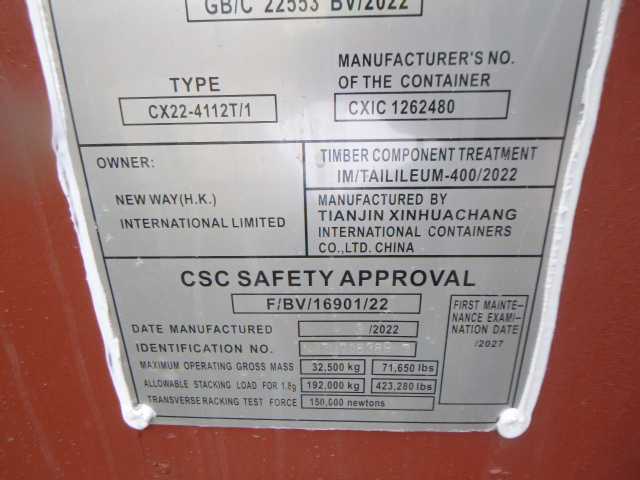 GB/C 22553 BV/2022
TYPE
CX22-4112T/1
MANUFACTURER'S NO.
OF THE CONTAINER
CXIC 1262480
OWNER:
NEW WAY(H.K.)
INTERNATIONAL LIMITED
TIMBER COMPONENT TREATMENT
IM/TAILILEUM-400/2022
MANUFACTURED BY
TIANJIN XINHUACHANG
INTERNATIONAL CONTAINERS
CO.,LTD. CHINA
CSC SAFETY APPROVAL
F/BV/16901/22
DATE MANUFACTURED /2022
IDENTIFICATION NO.
MAXIMUM OPERATING GROSS MASS 32,500 kg 71,650 lbs
ALLOWABLE STACKING LOAD FOR 1.8g 192,000 kg 423,280 lbs
TRANSVERSE RACKING TEST FORCE 150,000 newtons
FIRST MAINTE-
NANCE EXAMI-
NATION DATE
/2027